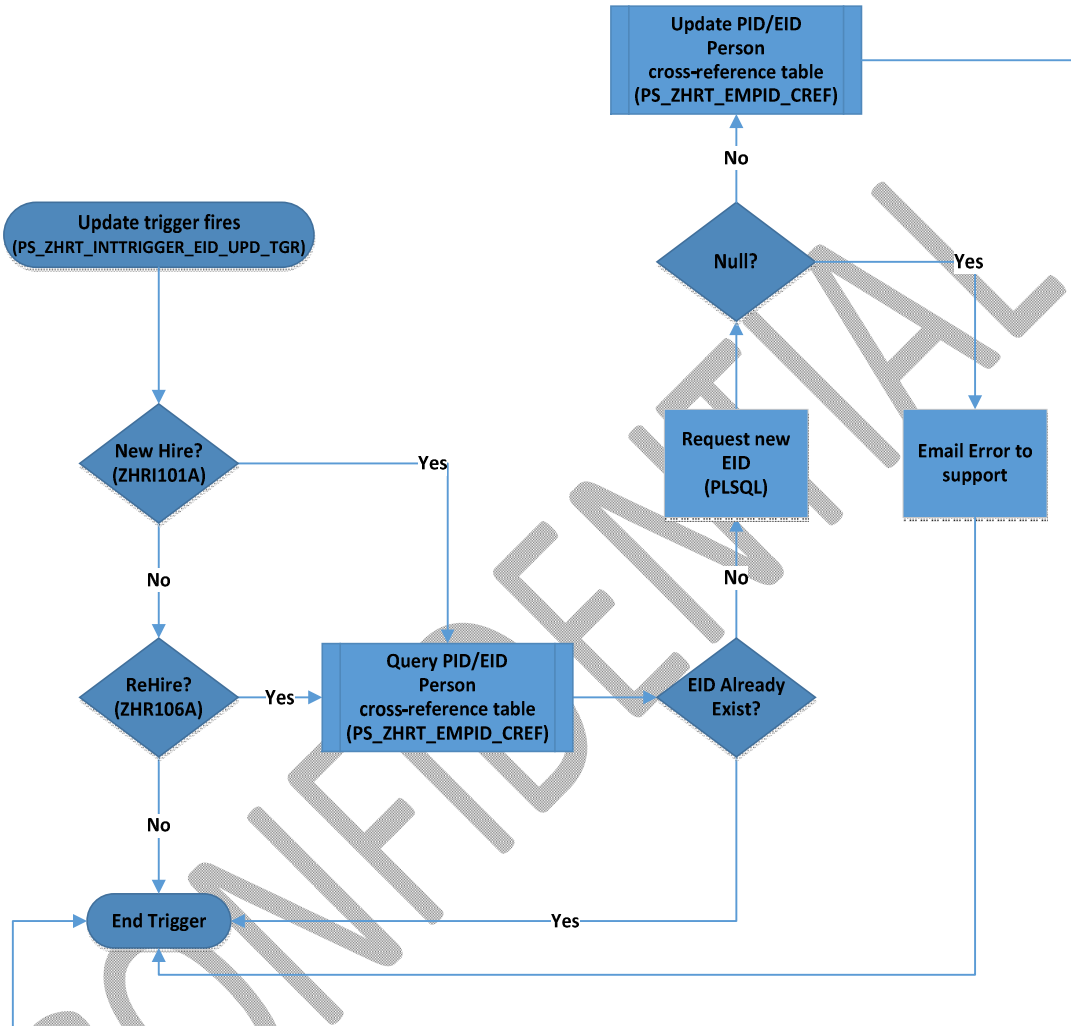 Update PID/EID
Person
cross-reference table
(PS_ZHRT_EMPID_CREF)
No
Update trigger fires
(PS_ZHRT_INTTRIGGER_EID_UPD_TGR)
Null?
Yes
New Hire?
(ZHRI101A)
Yes
Request new
EID
(PLSQL)
Email Error to
support
No
No
ReHire?
(ZHR106A)
Yes
Query PID/EID
Person
cross-reference table
(PS_ZHRT_EMPID_CREF)
EID Already
Exist?
No
End Trigger
Yes
CONFIDENTIAL